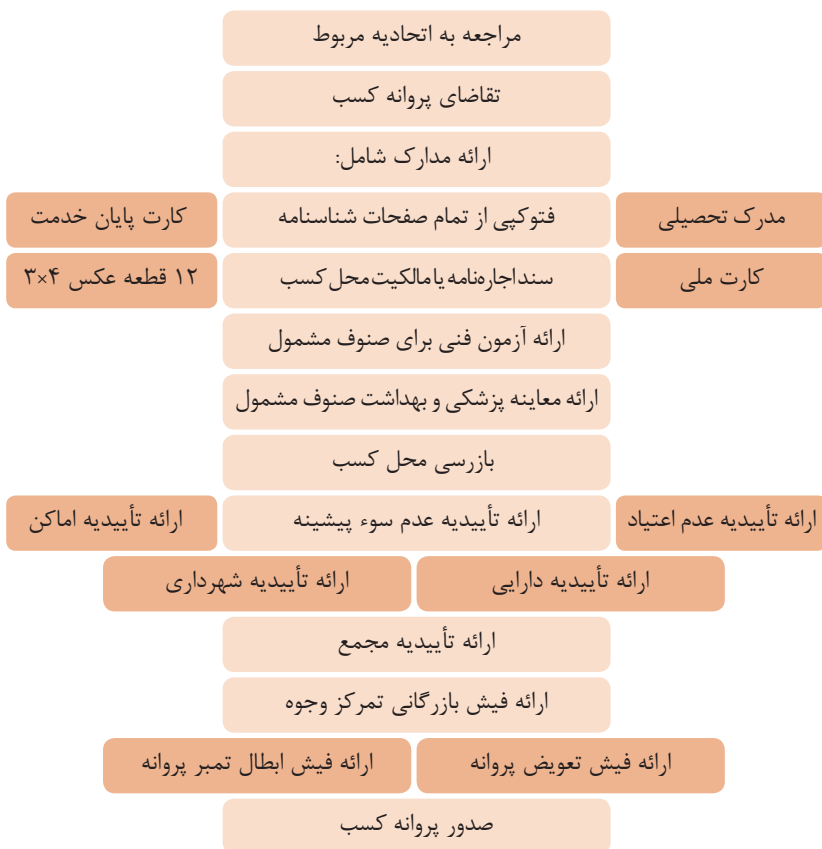 مراجعه به اتحادیه مربوط
تقاضای پروانه کسب
ارائه مدارک شامل:
مدرک تحصیلی
فتوکپی از تمام صفحات شناسنامه
کارت پایان خدمت
کارت ملی
سند اجاره‌نامه یا مالکیت محل کسب
۱۲ قطعه عکس ۴×۳
ارائه آزمون فنی برای صنوف مشمول
ارائه معاینه پزشکی و بهداشت صنوف مشمول
بازرسی محل کسب
ارائه تأییدیه عدم اعتیاد
ارائه تأییدیه عدم سوء پیشینه
ارائه تأییدیه اماکن
ارائه تأییدیه دارایی
ارائه تأییدیه شهرداری
ارائه تأییدیه مجمع
ارائه فیش بازرگانی تمرکز وجوه
ارائه فیش تعویض پروانه
ارائه فیش ابطال تمبر پروانه
صدور پروانه کسب